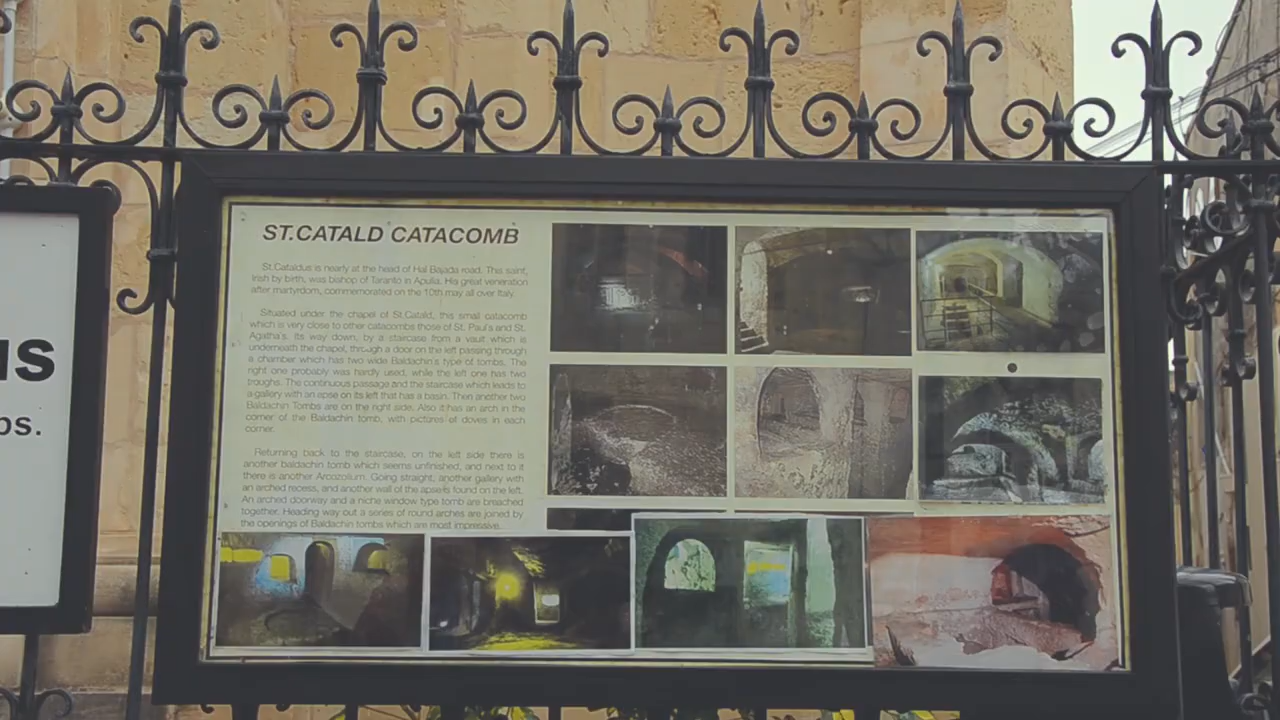 ST.CATALD CATACOMB
St.Cataldus is nearly at the head of Hal Bajada road. This saint,
Irish by birth, was bishop of Taranto in Apulia. His great veneration
after martyrdom, commemorated on the 10th may all over Italy.
Situated under the chapel of St.Catald, this small catacomb
which is very close to other catacombs those of St. Paul's and St.
Agatha's. Its way down, by a staircase from a vault which is
underneath the chapel, through a door on the left passing through
a chamber which has two wide Baldachin's type of tombs. The
right one probably was hardly used, while the left one has two
troughs. The continuous passage and the staircase which leads to
a gallery with an apse on its left that has a basin. Then another two
Baldachin Tombs are on the right side. Also it has an arch in the
corner of the Baldachin tomb, with pictures of doves in each
corner.
Returning back to the staircase, on the left side there is
another baldachin tomb which seems unfinished, and next to it
there is another Arcozolium. Going straight, another gallery with
an arched recess, and another wall of the apse is found on the left.
An arched doorway and a niche window type tomb are breached
together. Heading way out a series of round arches are joined by
the openings of Baldachin tombs which are most impressive.
us
bs.